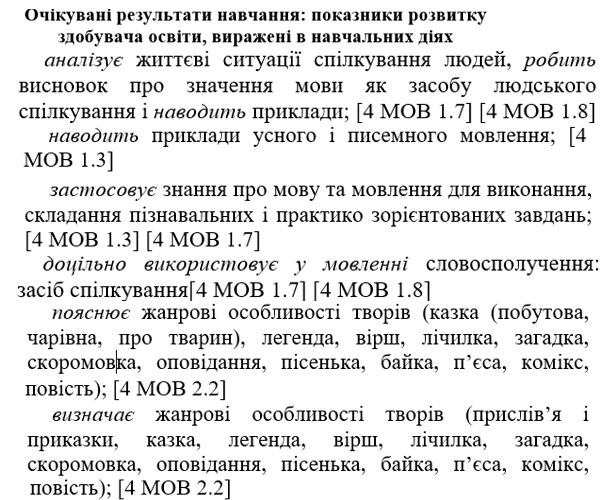 Очікувані результати навчання: показники розвитку
здобувача освіти, виражені в навчальних діях
аналізує життєві ситуації спілкування людей, робить
висновок про значення мови як засобу людського
спілкування і наводить приклади; [4 МОВ 1.7] [4 МОВ 1.8]
наводить приклади усного і писемного мовлення; [4
МОВ 1.3]
застосовує знання про мову та мовлення для виконання,
складання пізнавальних і практико зорієнтованих завдань;
[4 МОВ 1.3] [4 МОВ 1.7]
доцільно використовує у мовленні словосполучення:
засіб спілкування[4 МОВ 1.7] [4 МОВ 1.8]
пояснює жанрові особливості творів (казка (побутова,
чарівна, про тварин), легенда, вірш, лічилка, загадка,
скоромовка, оповідання, пісенька, байка, п’єса, комікс,
повість); [4 МОВ 2.2]
визначає жанрові особливості творів (прислів’я і
приказки, казка, легенда, вірш, лічилка, загадка,
скоромовка, оповідання, пісенька, байка, п’єса, комікс,
повість); [4 МОВ 2.2]